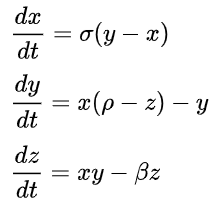 dx/dt = σ(y − x)
dy/dt = x(ρ − z) − y
dz/dt = xy − βz